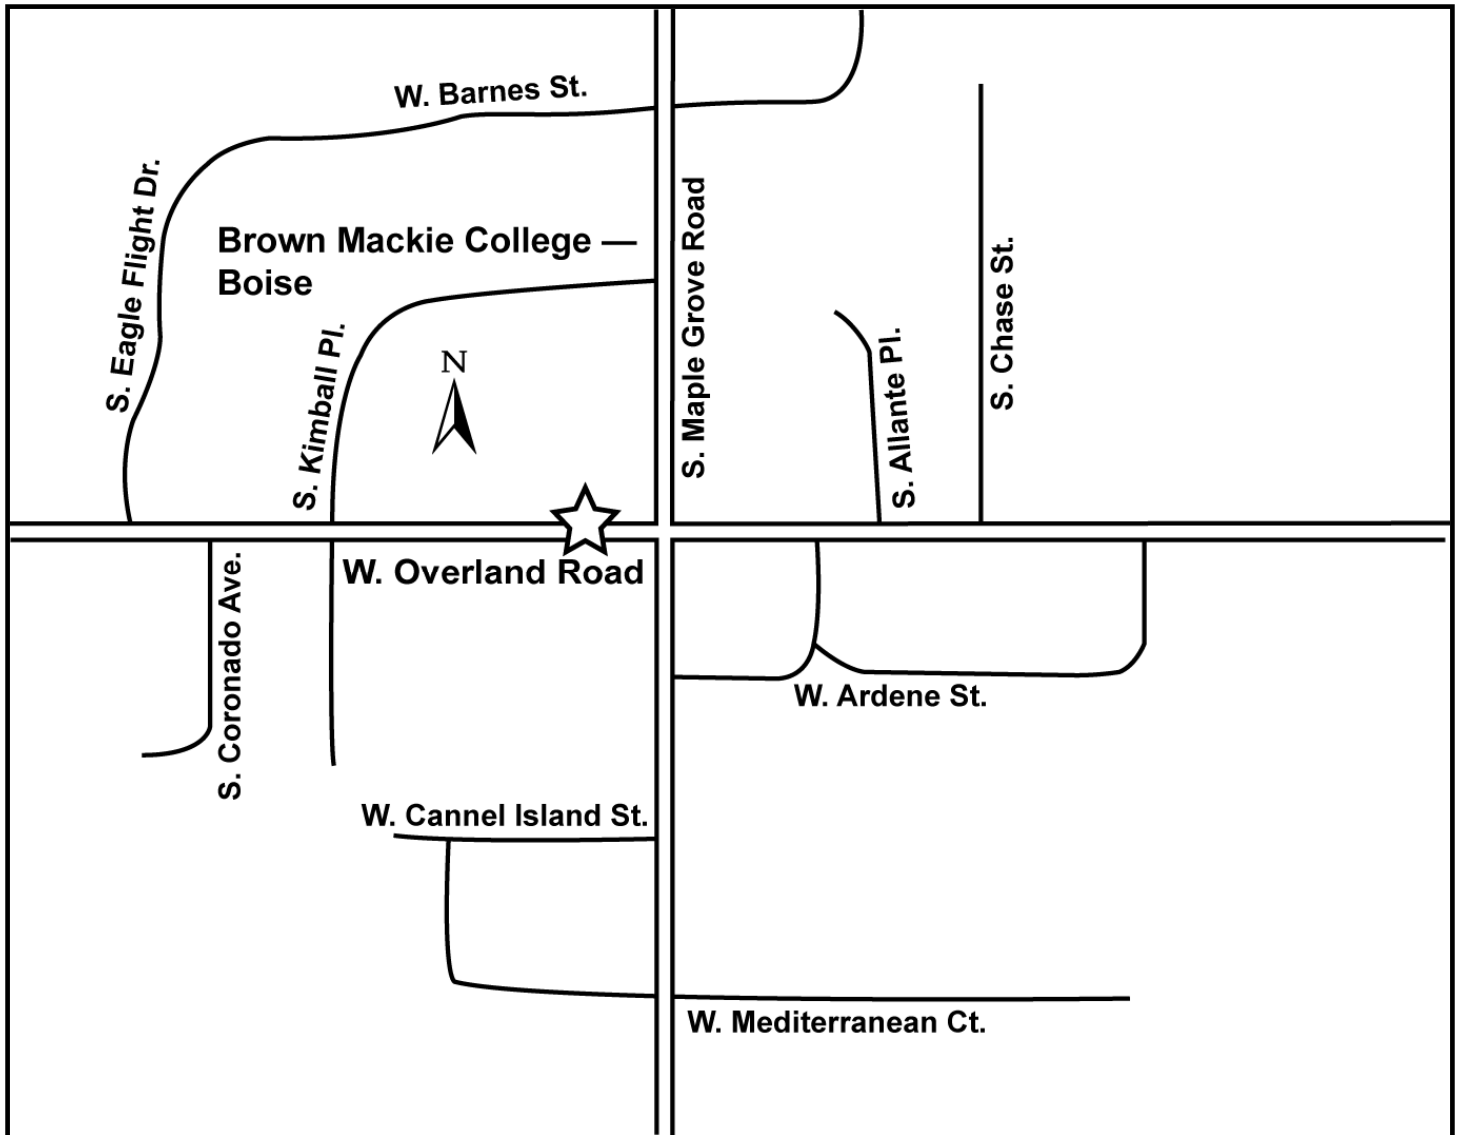 W. Barnes St.
S. Eagle Flight Dr.
Brown Mackie College —
Boise
S. Kimball Pl.
N
S. Maple Grove Road
S. Allante Pl.
S. Chase St.
W. Overland Road
S. Coronado Ave.
W. Ardene St.
W. Cannel Island St.
W. Mediterranean Ct.